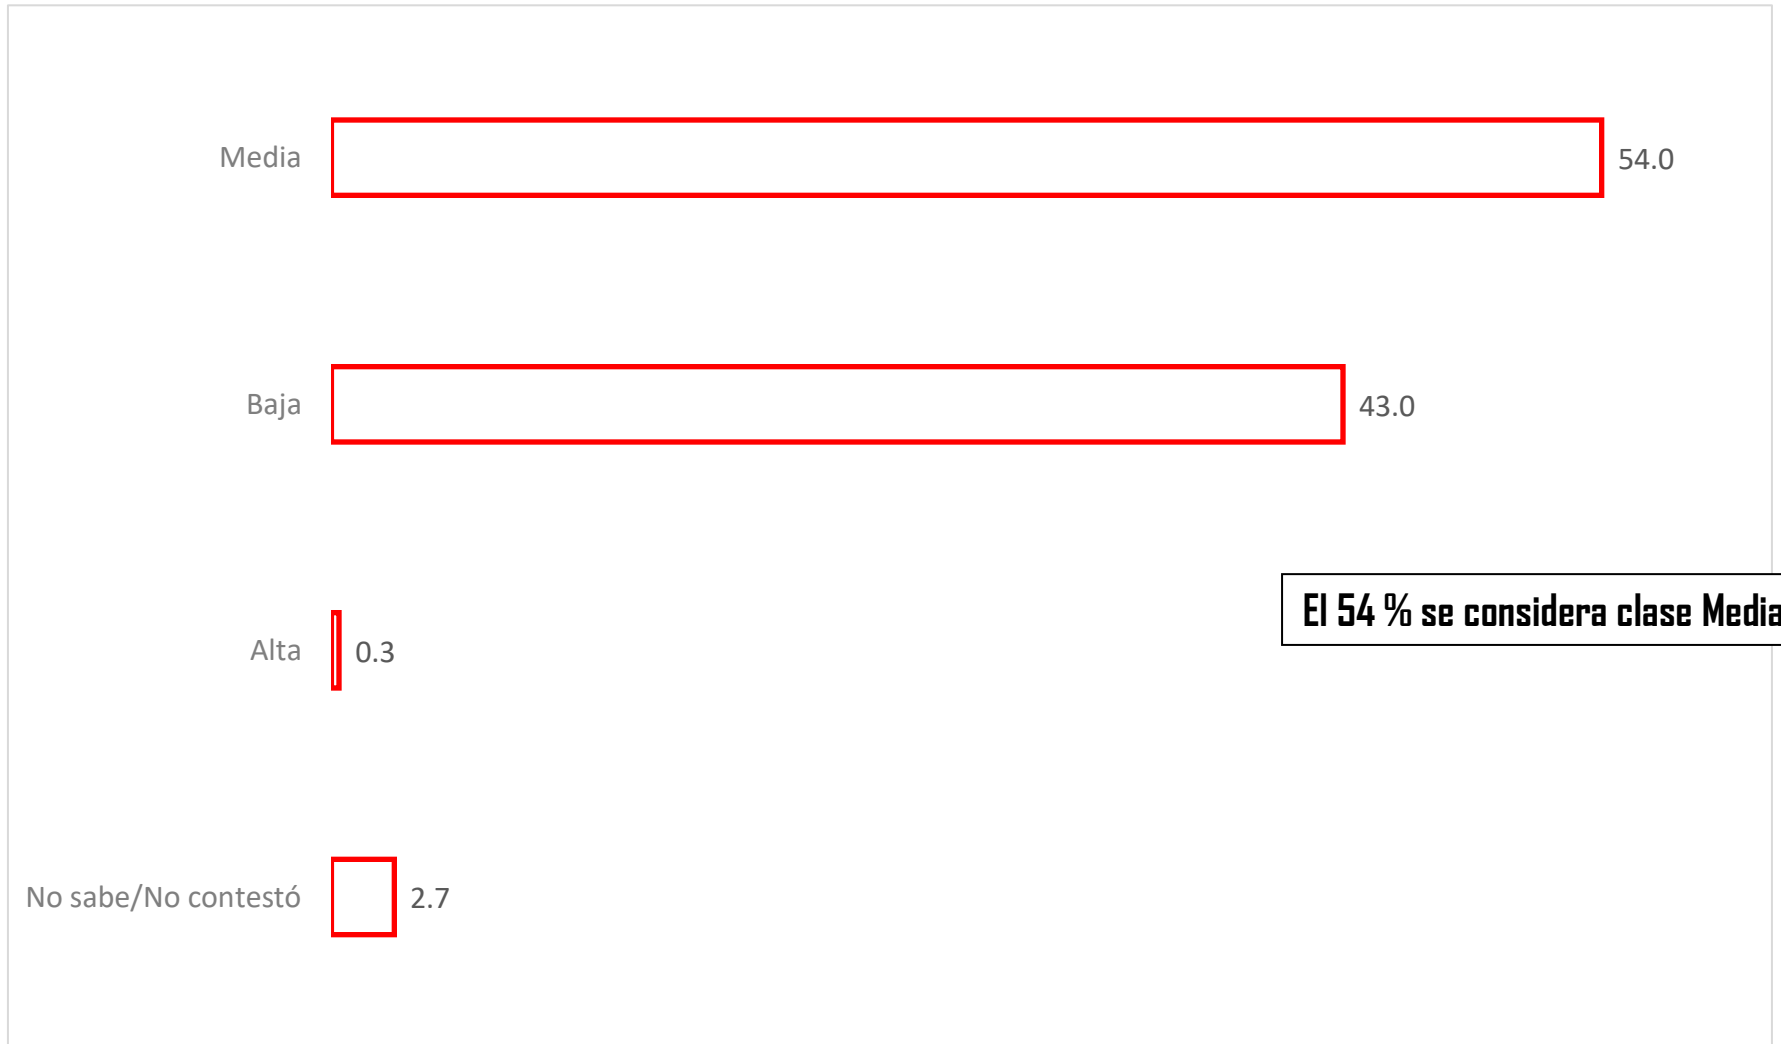 Media
54.0
Baja
43.0
Alta
0.3
El 54 % se considera clase Media
No sabe/No contestó
2.7